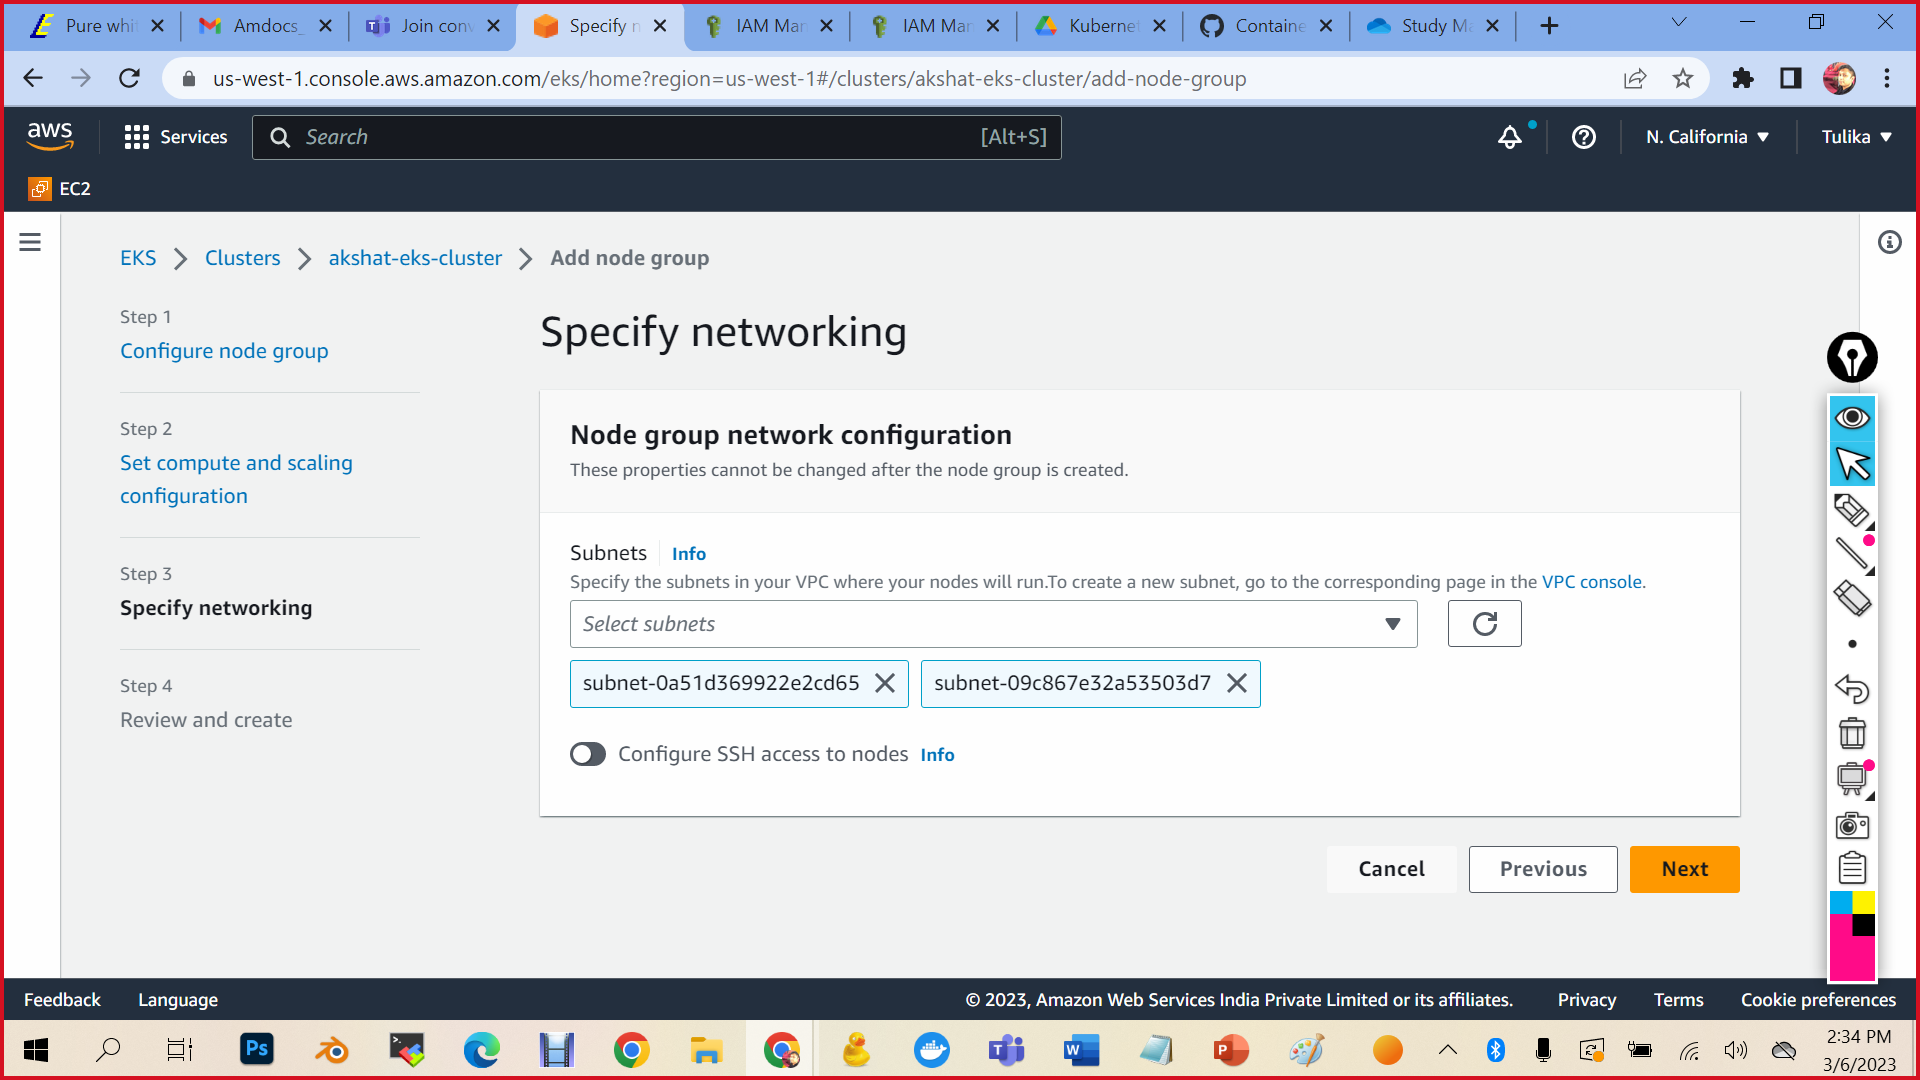 Pure whi
Amdocs_
Join conv
Specify n
IAM Man
IAM Man
Kubernet
Containe
Study Ma
us-west-1.console.aws.amazon.com/eks/home?region=us-west-1#/clusters/akshat-eks-cluster/add-node-group
aws
Services
Search
[Alt+S]
N. California
Tulika
EC2
EKS
Clusters
akshat-eks-cluster
Add node group
Step 1
Configure node group
Step 2
Set compute and scaling
configuration
Step 3
Specify networking
Step 4
Review and create
Specify networking
Node group network configuration
These properties cannot be changed after the node group is created.
Subnets
Info
Specify the subnets in your VPC where your nodes will run.To create a new subnet, go to the corresponding page in the VPC console.
Select subnets
subnet-0a51d369922e2cd65
subnet-09c867e32a53503d7
Configure SSH access to nodes
Info
Cancel
Previous
Next
Feedback
Language
© 2023, Amazon Web Services India Private Limited or its affiliates.
Privacy
Terms
Cookie preferences
Ps
2:34 PM
3/6/2023